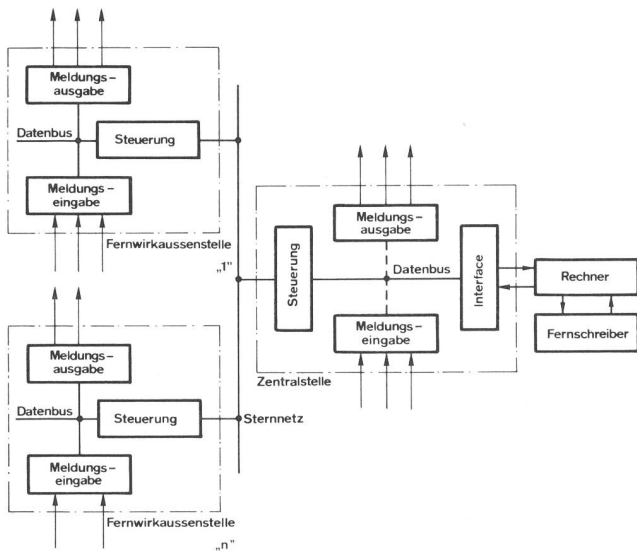 Meldungs-
ausgabe
Datenbus
Steuerung
Meldungs-
eingabe
Fernwirkaussenstelle
„1"
Meldungs-
ausgabe
Datenbus
Steuerung
Sternnetz
Meldungs-
eingabe
Fernwirkaussenstelle
„n"
Meldungs-
ausgabe
Steuerung
Datenbus
Interface
Meldungs-
eingabe
Zentralstelle
Rechner
Fernschreiber